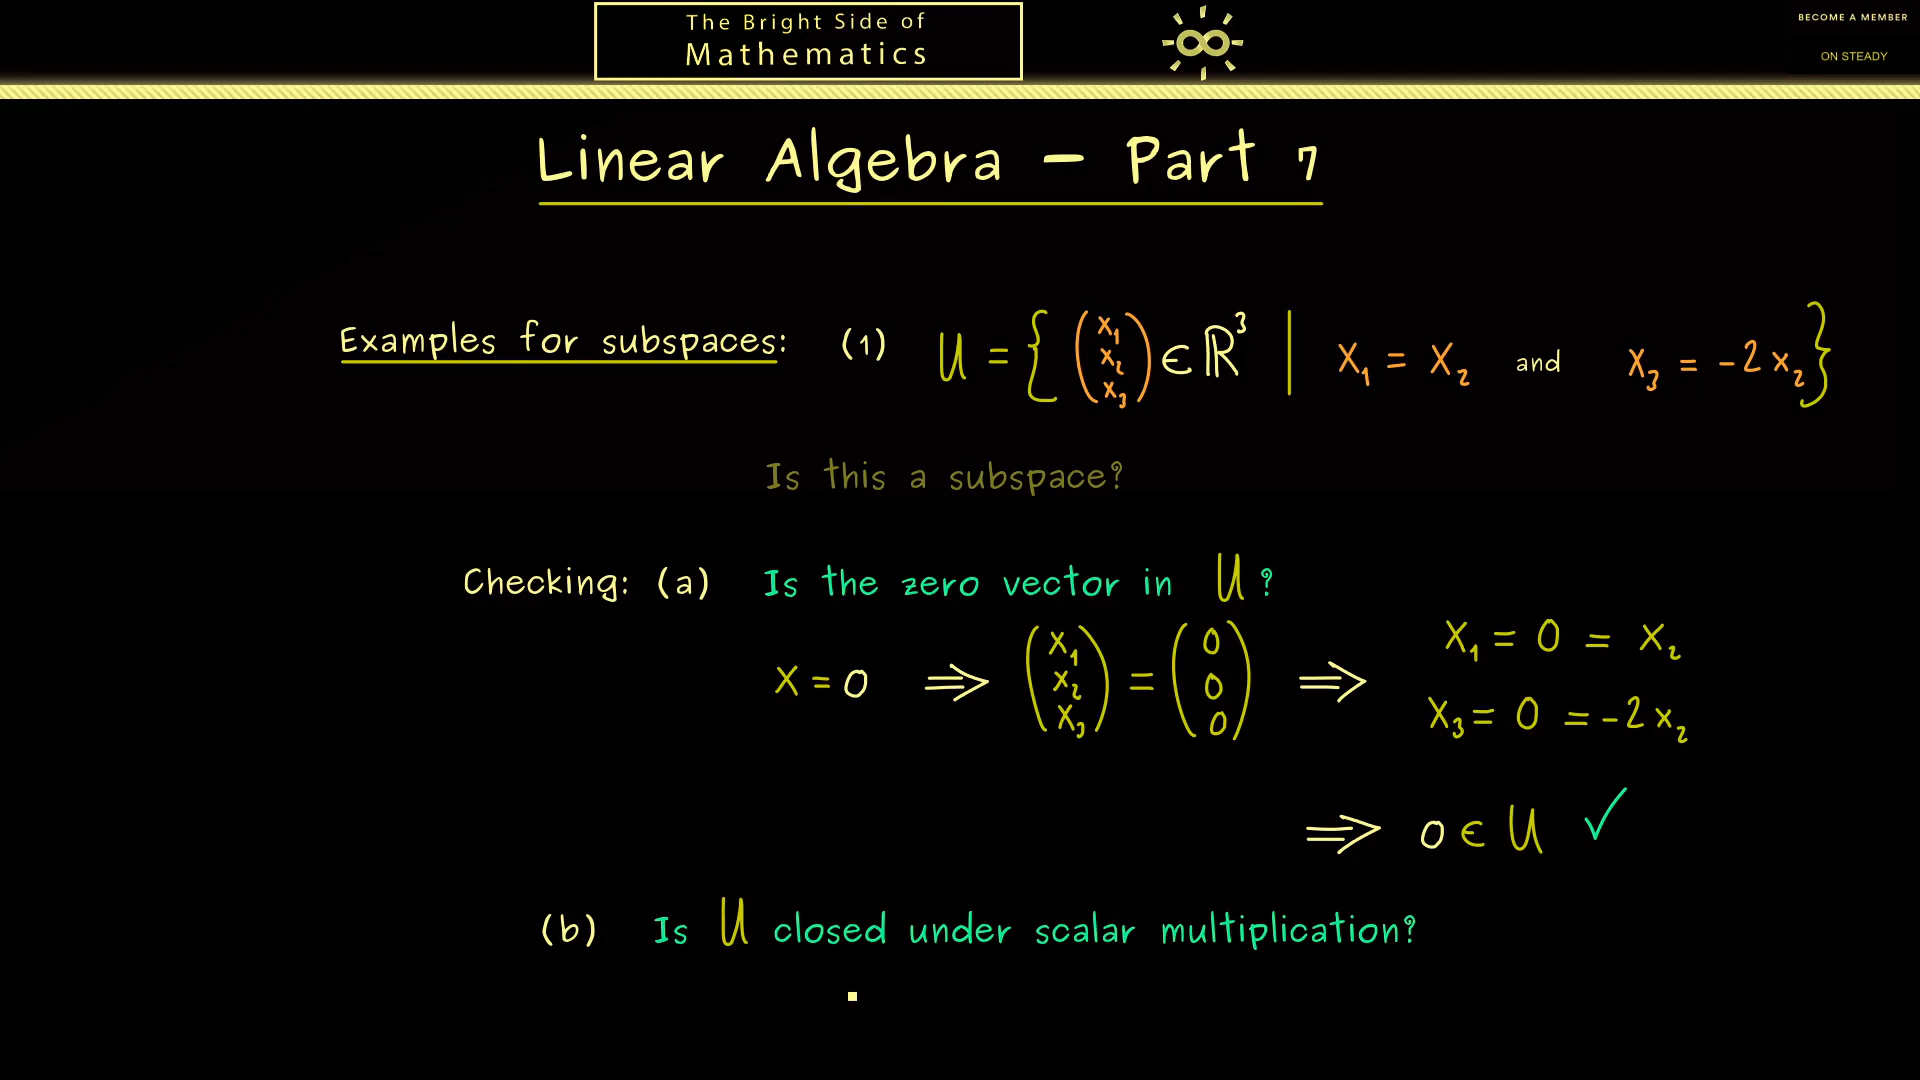 The Bright Side of
Mathematics
BECOME A MEMBER
ON STEADY
Linear Algebra – Part 7
Examples for subspaces: (1) U = { (x₁ x₂ x₃) ∈ ℝ³ | x₁ = x₂ and x₃ = -2x₂ }
Is this a subspace?
Checking: (a) Is the zero vector in U ?
x = 0 ⟹ (x₁ x₂ x₃) = (0 0 0) ⟹ x₁ = 0 = x₂
x₃ = 0 = -2x₂
⟹ 0 ∈ U ✓
(b) Is U closed under scalar multiplication?